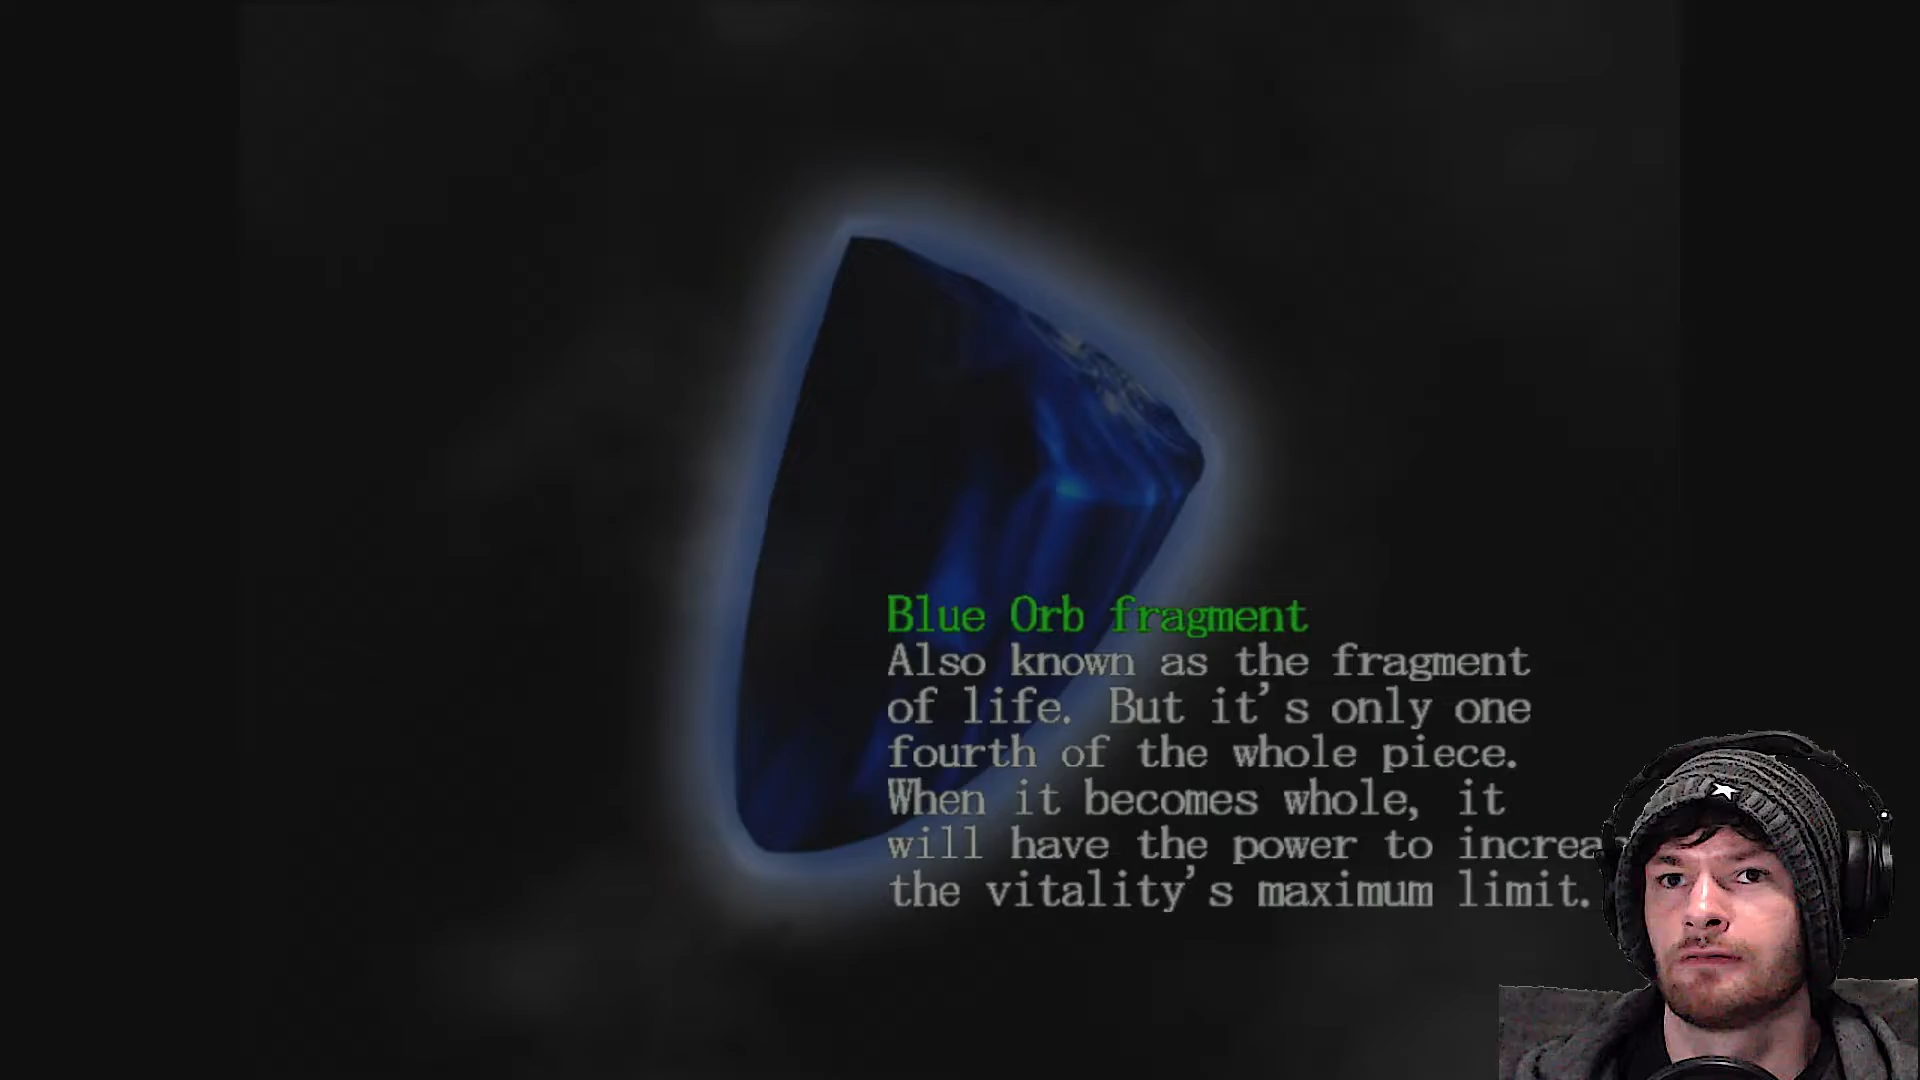 Blue Orb fragment
Also known as the fragment
of life. But it's only one
fourth of the whole piece.
When it becomes whole, it
will have the power to increa
the vitality's maximum limit.